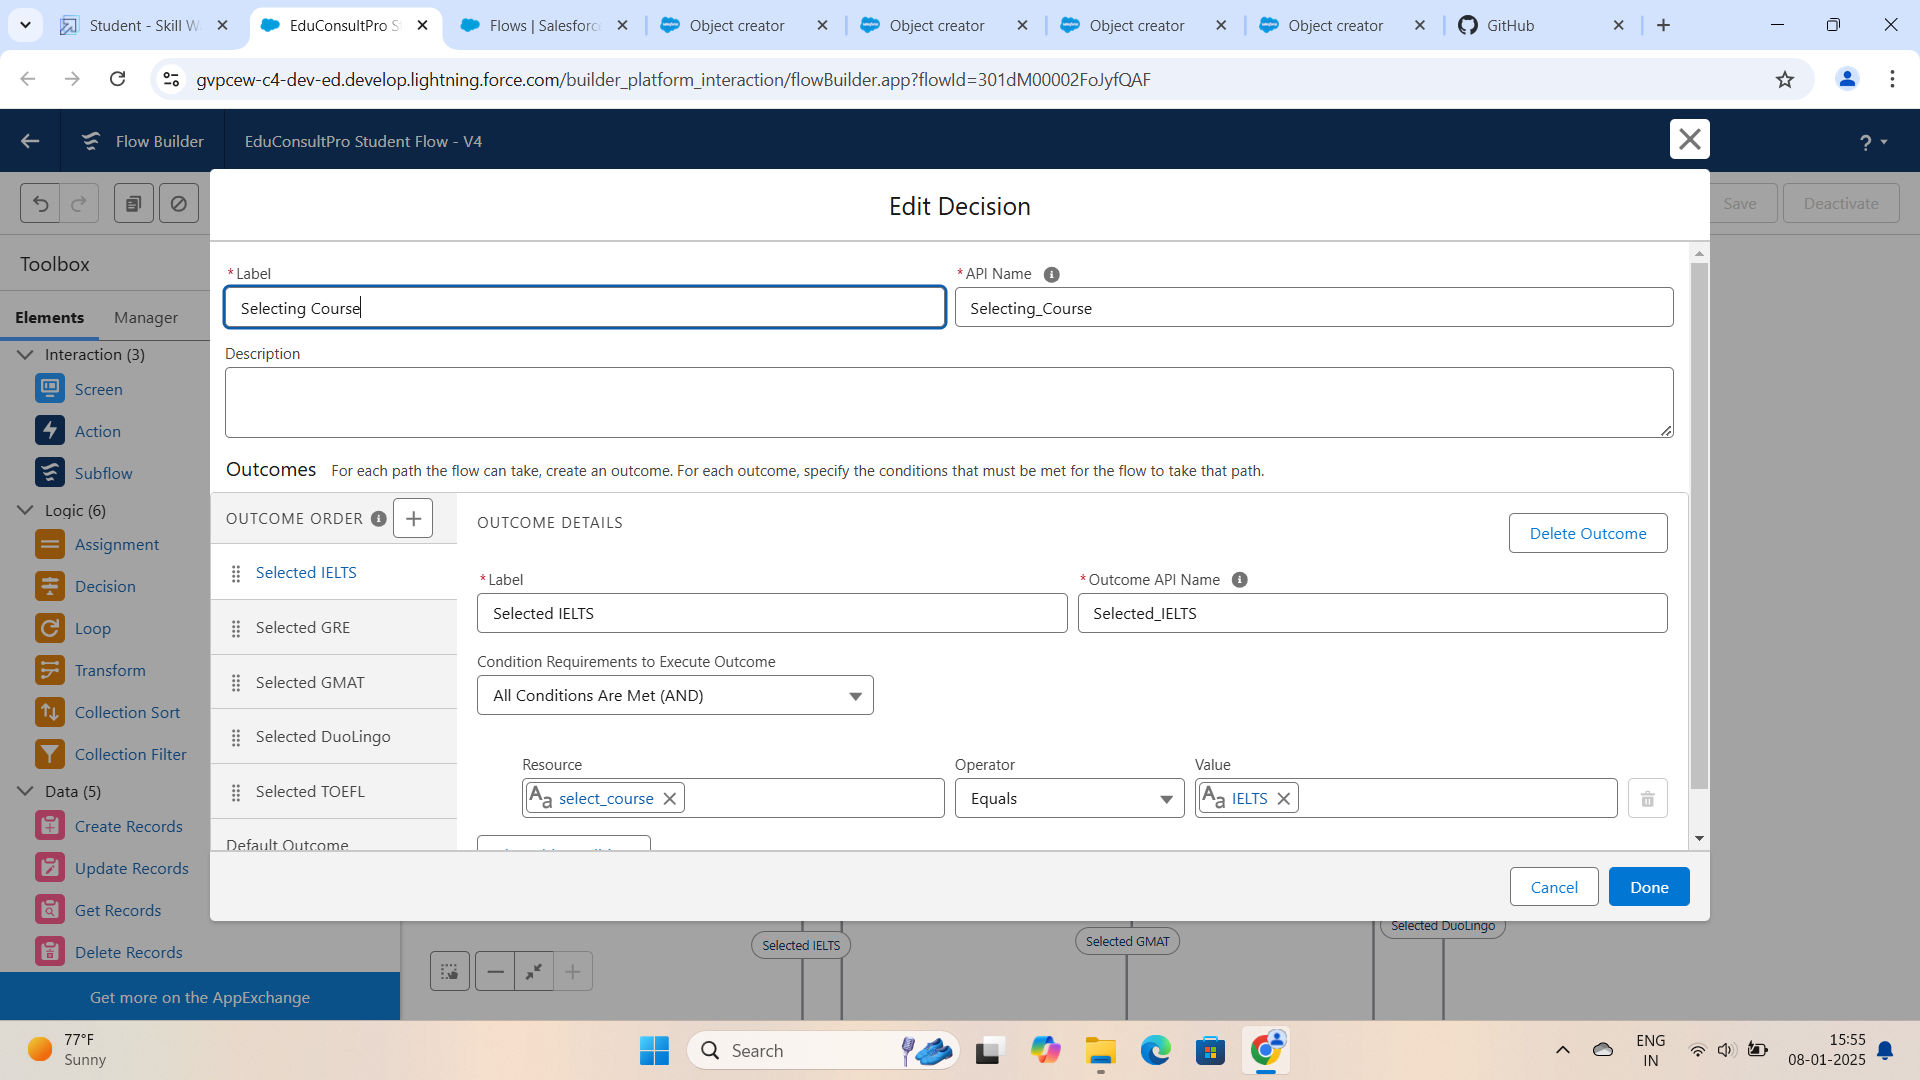 Student - Skill W
EduConsultPro S
Flows | Salesforc
Object creator
Object creator
Object creator
Object creator
GitHub
gvpcew-c4-dev-ed.develop.lightning.force.com/builder_platform_interaction/flowBuilder.app?flowId=301dM00002FoJyfQAF
Flow Builder
EduConsultPro Student Flow - V4
?
Save
Deactivate
Edit Decision
Toolbox
Elements
Manager
Interaction (3)
Screen
Action
Subflow
Logic (6)
Assignment
Decision
Loop
Transform
Collection Sort
Collection Filter
Data (5)
Create Records
Update Records
Get Records
Delete Records
Get more on the AppExchange
*Label
Selecting Course
*API Name
Selecting_Course
Description
Outcomes For each path the flow can take, create an outcome. For each outcome, specify the conditions that must be met for the flow to take that path.
OUTCOME ORDER
Selected IELTS
Selected GRE
Selected GMAT
Selected DuoLingo
Selected TOEFL
Default Outcome
OUTCOME DETAILS
Delete Outcome
*Label
Selected IELTS
*Outcome API Name
Selected_IELTS
Condition Requirements to Execute Outcome
All Conditions Are Met (AND)
Resource
Aa select_course
Operator
Equals
Value
Aa IELTS
Cancel
Done
Selected IELTS
Selected GMAT
Selected DuoLingo
77°F
Sunny
Search
ENG
IN
15:55
08-01-2025